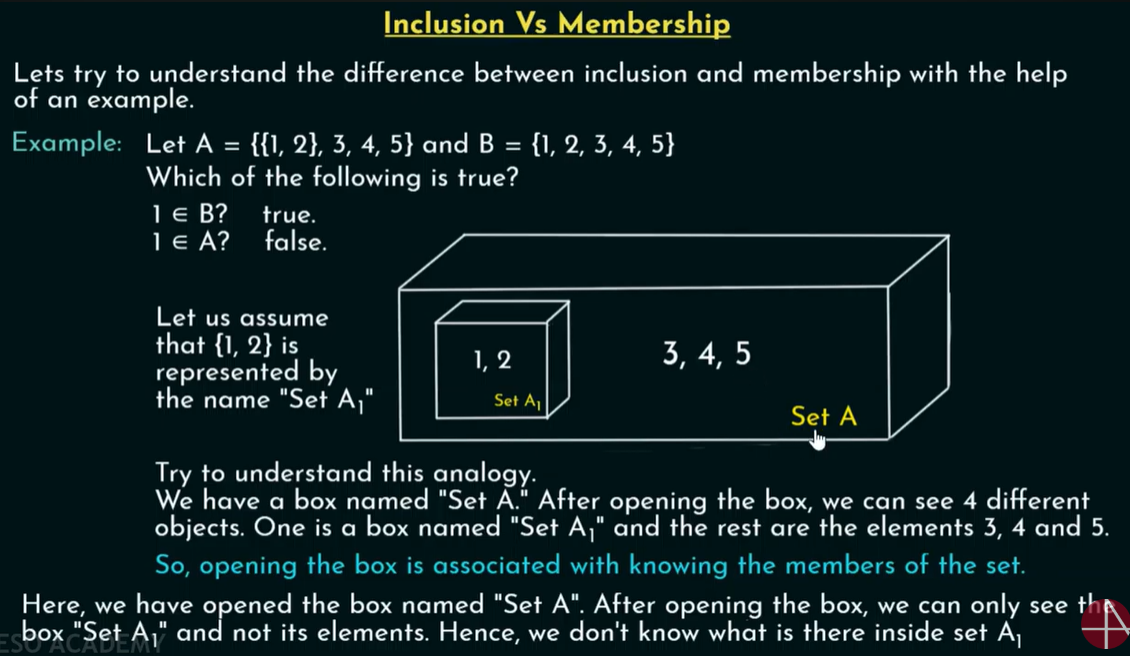 Inclusion Vs Membership
Lets try to understand the difference between inclusion and membership with the help
of an example.
Example: Let A = {{1, 2}, 3, 4, 5} and B = {1, 2, 3, 4, 5}
Which of the following is true?
1 ∈ B? true.
1 ∈ A? false.
Let us assume
that {1, 2} is
represented by
the name "Set A₁"
1, 2
Set A₁
3, 4, 5
Set A
Try to understand this analogy.
We have a box named "Set A." After opening the box, we can see 4 different
objects. One is a box named "Set A₁" and the rest are the elements 3, 4 and 5.
So, opening the box is associated with knowing the members of the set.
Here, we have opened the box named "Set A". After opening the box, we can only see the
box "Set A₁" and not its elements. Hence, we don't know what is there inside set A₁
ESO ACADEMY